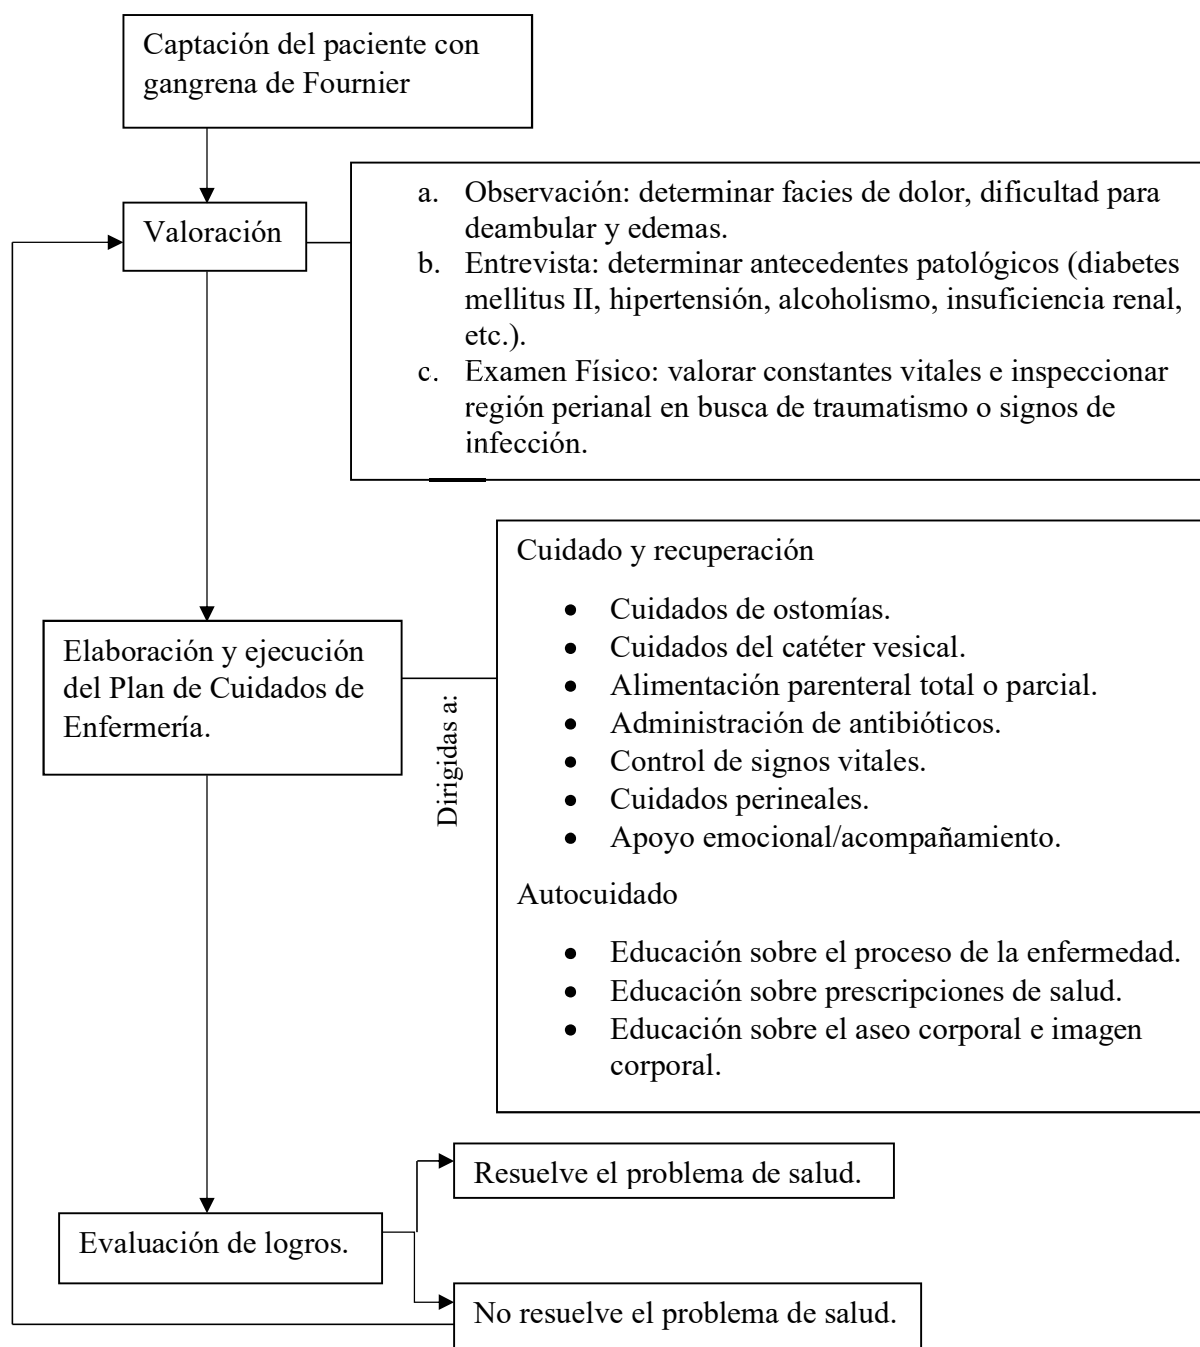 Captación del paciente con
gangrena de Fournier
Valoración
a. Observación: determinar facies de dolor, dificultad para
deambular y edemas.
b. Entrevista: determinar antecedentes patológicos (diabetes
mellitus II, hipertensión, alcoholismo, insuficiencia renal,
etc.).
c. Examen Físico: valorar constantes vitales e inspeccionar
región perianal en busca de traumatismo o signos de
infección.
Elaboración y ejecución
del Plan de Cuidados de
Enfermería.
Dirigidas a:
Cuidado y recuperación
• Cuidados de ostomías.
• Cuidados del catéter vesical.
• Alimentación parenteral total o parcial.
• Administración de antibióticos.
• Control de signos vitales.
• Cuidados perineales.
• Apoyo emocional/acompañamiento.
Autocuidado
• Educación sobre el proceso de la enfermedad.
• Educación sobre prescripciones de salud.
• Educación sobre el aseo corporal e imagen
corporal.
Evaluación de logros.
Resuelve el problema de salud.
No resuelve el problema de salud.